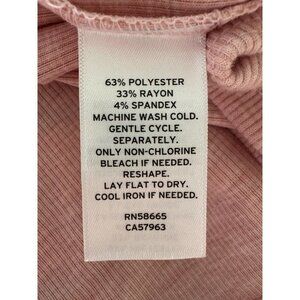 63% POLYESTER
33% RAYON
4% SPANDEX
MACHINE WASH COLD.
GENTLE CYCLE.
SEPARATELY.
ONLY NON-CHLORINE
BLEACH IF NEEDED.
RESHAPE.
LAY FLAT TO DRY.
COOL IRON IF NEEDED.
RN58665
CA57963